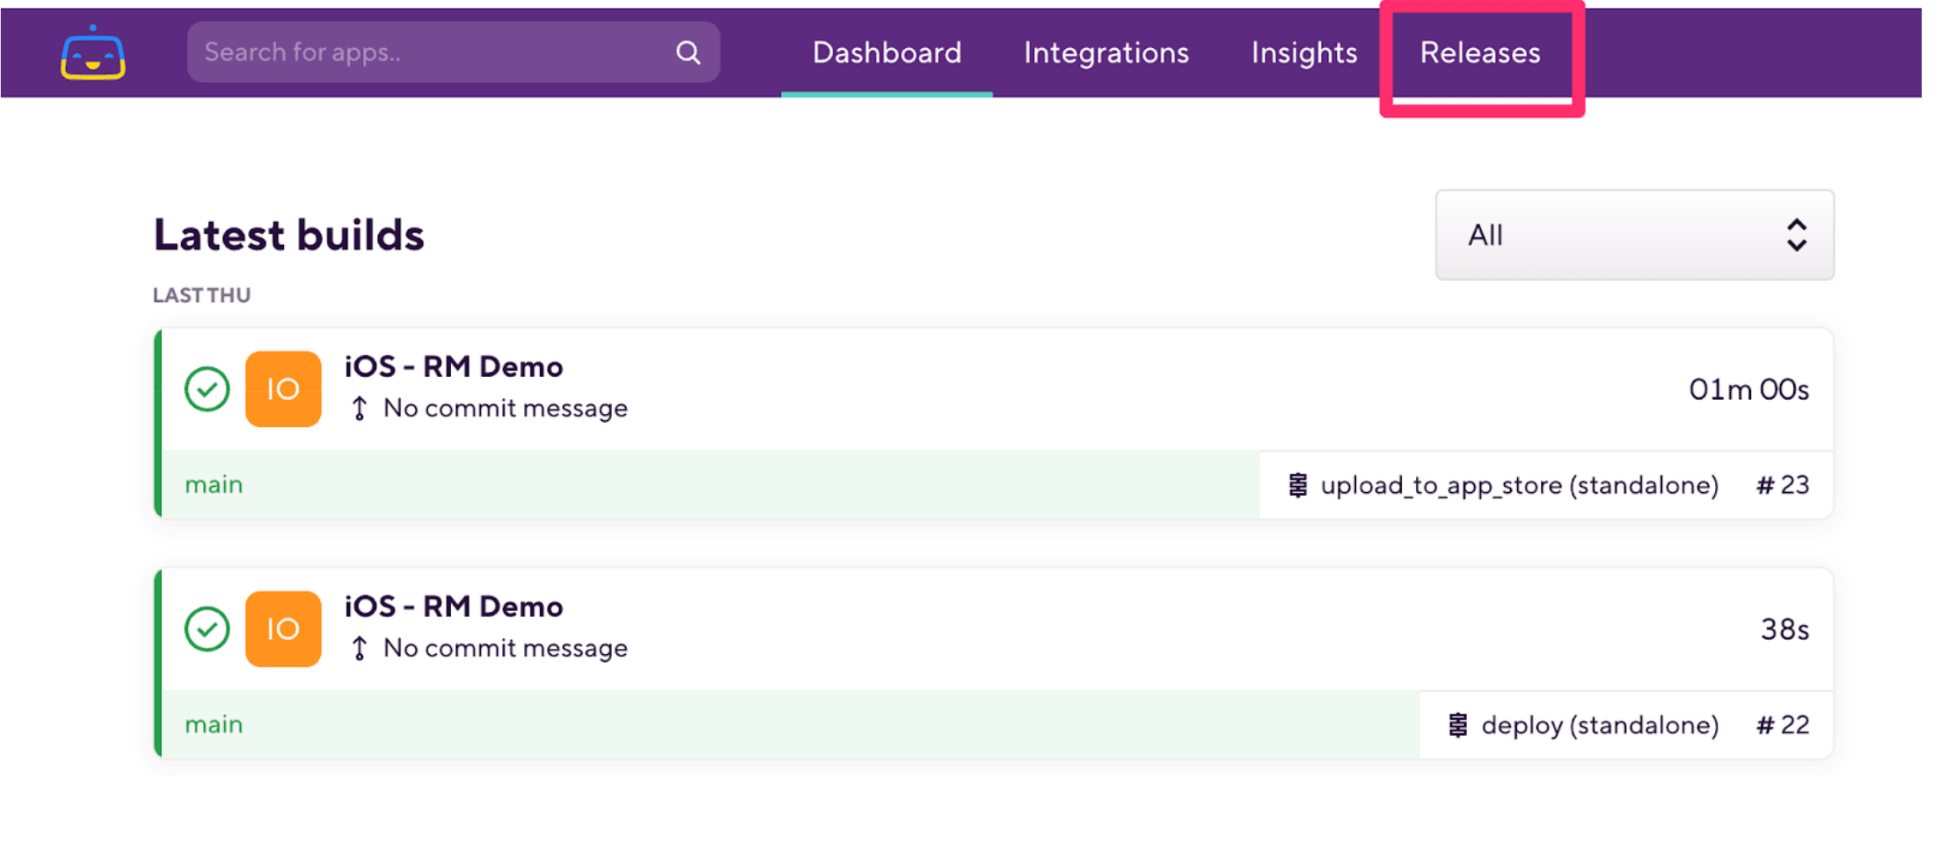 Search for apps..
Dashboard
Integrations
Insights
Releases
Latest builds
All
LAST THU
IO
iOS - RM Demo
No commit message
01m 00s
main
upload_to_app_store (standalone)
# 23
IO
iOS - RM Demo
No commit message
38s
main
deploy (standalone)
# 22